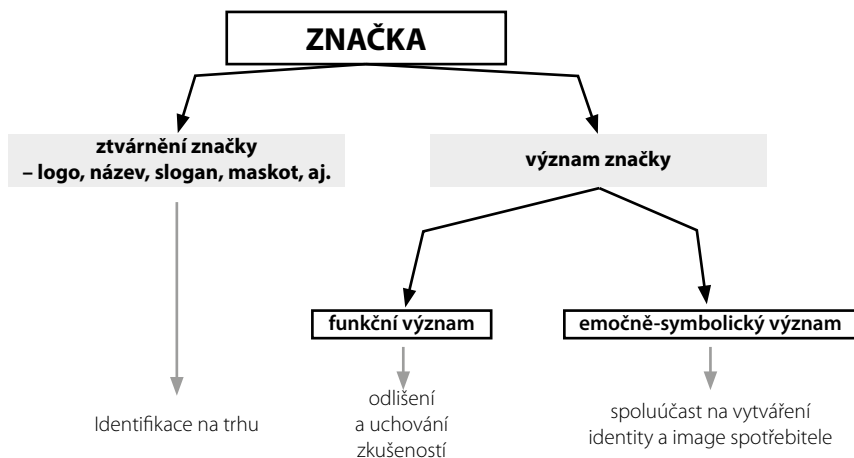 ZNAČKA
ztvárnění značky
– logo, název, slogan, maskot, aj.
význam značky
funkční význam
emočně-symbolický význam
Identifikace na trhu
odlišení
a uchování
zkušeností
spoluúčast na vytváření
identity a image spotřebitele